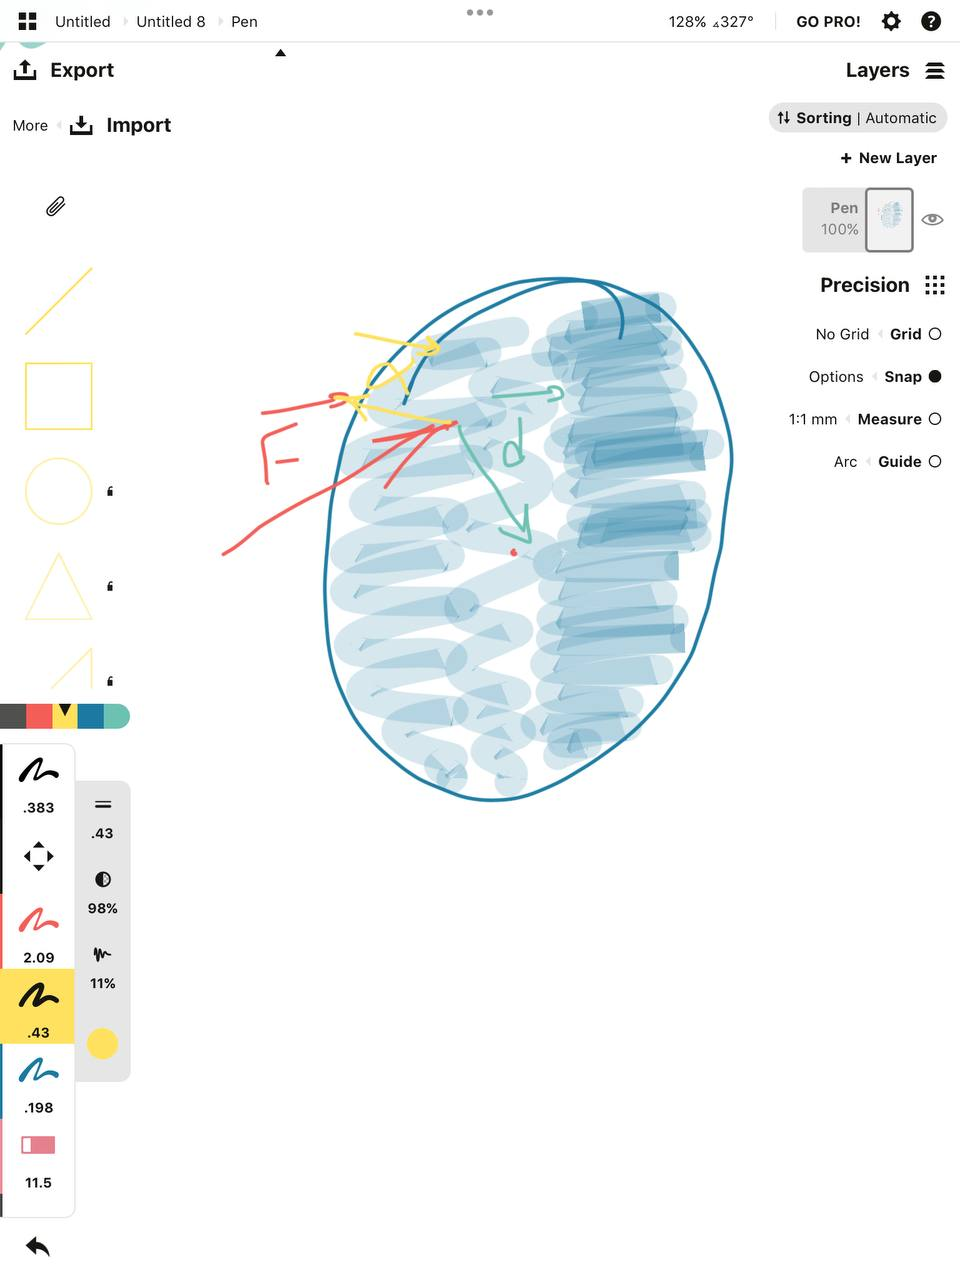 Untitled Untitled 8 Pen 128% ⊿327° GO PRO!
Export Layers
More Import Sorting | Automatic
+ New Layer
Pen
100%
Precision
No Grid Grid
Options Snap
1:1 mm Measure
Arc Guide
F
d
.383
.43
98%
2.09
11%
.43
.198
11.5